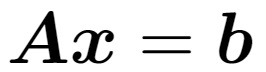 Ax = b